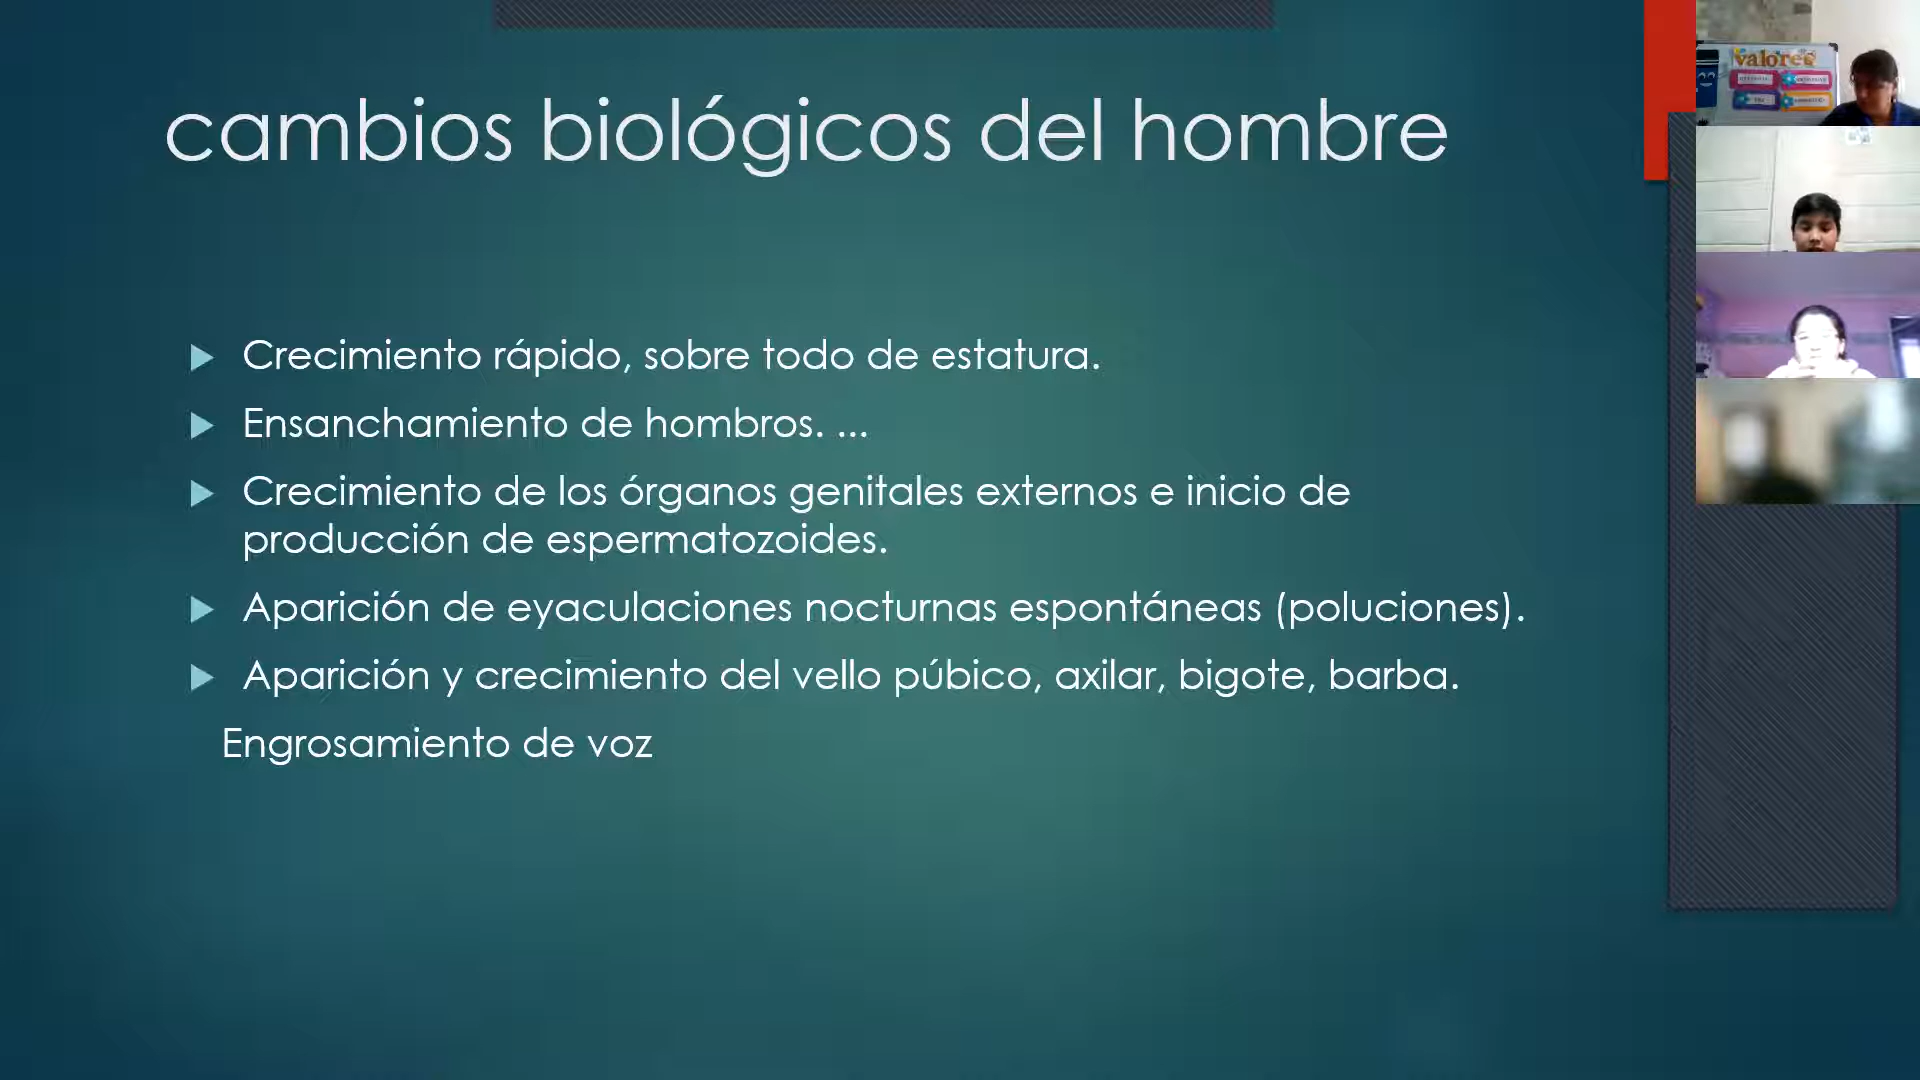 cambios biológicos del hombre
Crecimiento rápido, sobre todo de estatura.
Ensanchamiento de hombros. ...
Crecimiento de los órganos genitales externos e inicio de
producción de espermatozoides.
Aparición de eyaculaciones nocturnas espontáneas (poluciones).
Aparición y crecimiento del vello púbico, axilar, bigote, barba.
Engrosamiento de voz
valores